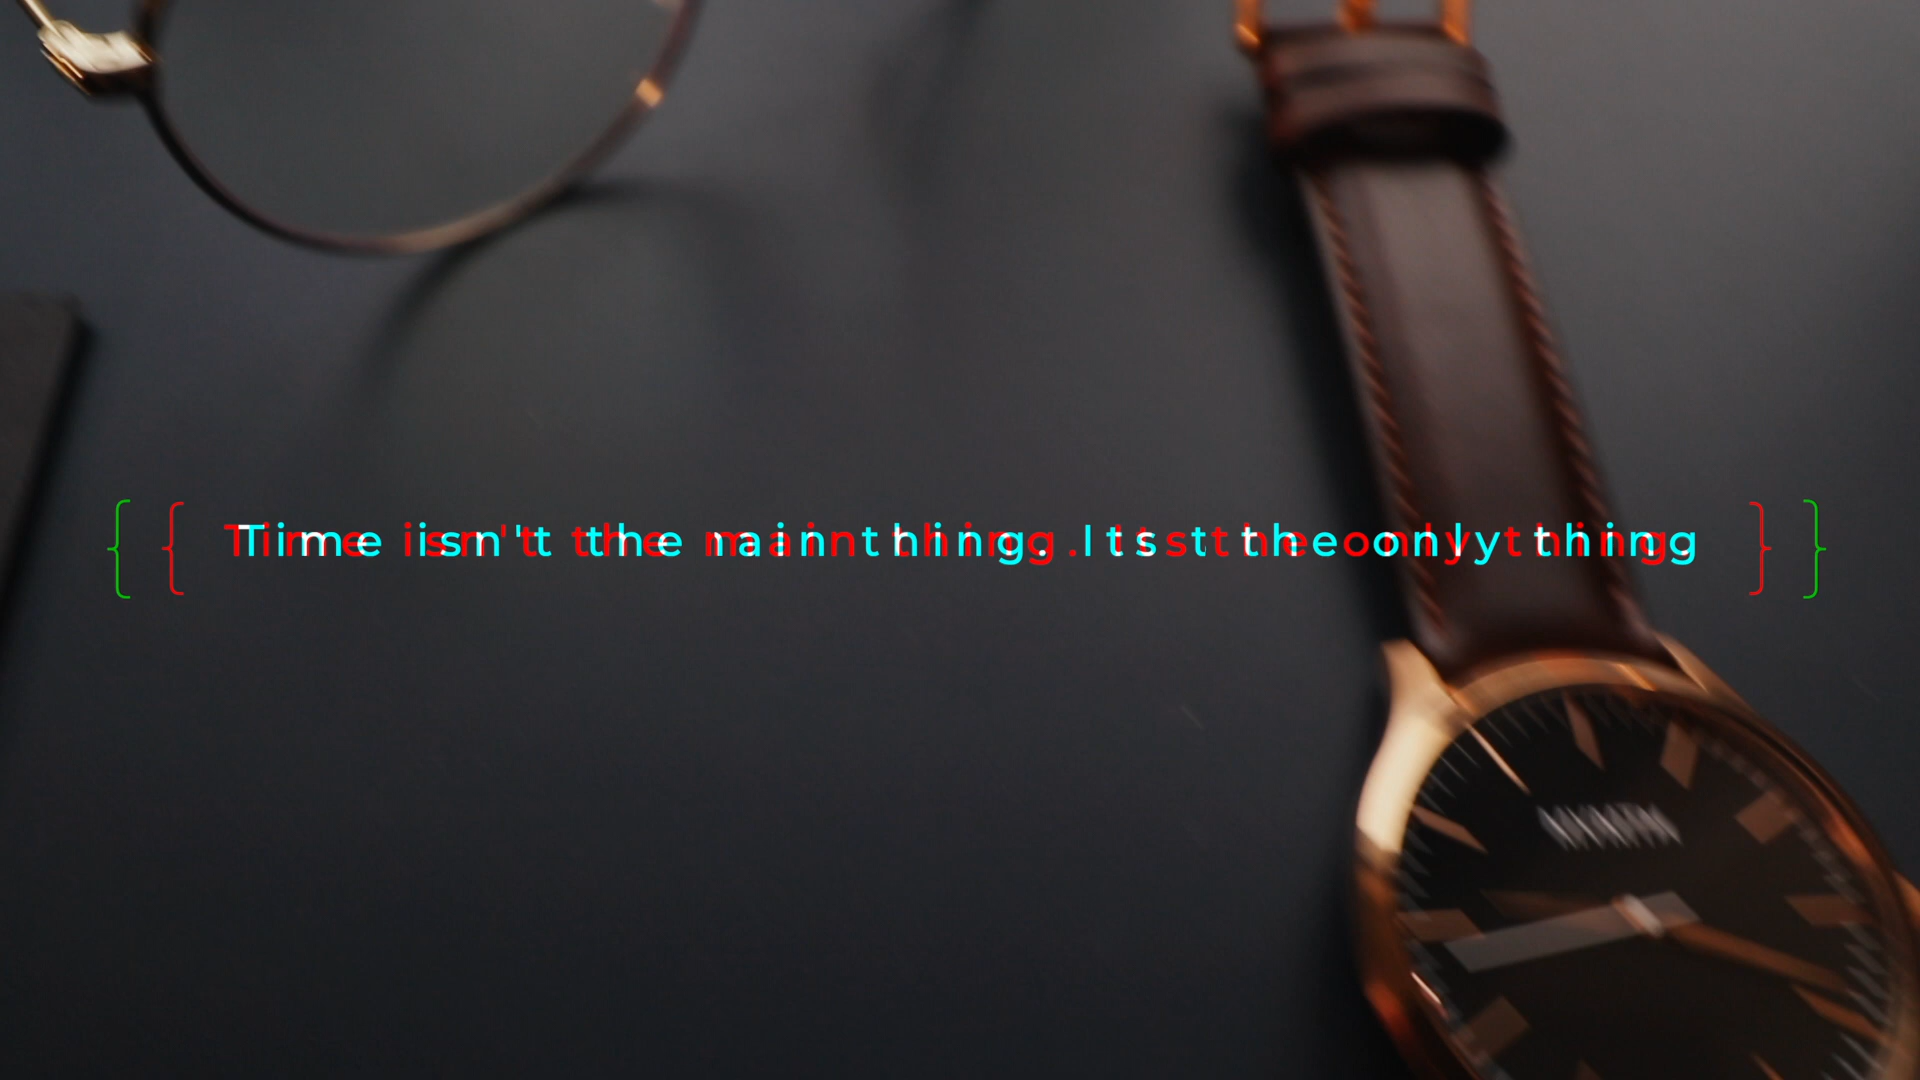 { { Time isn't the main thing. Its the only thing } }